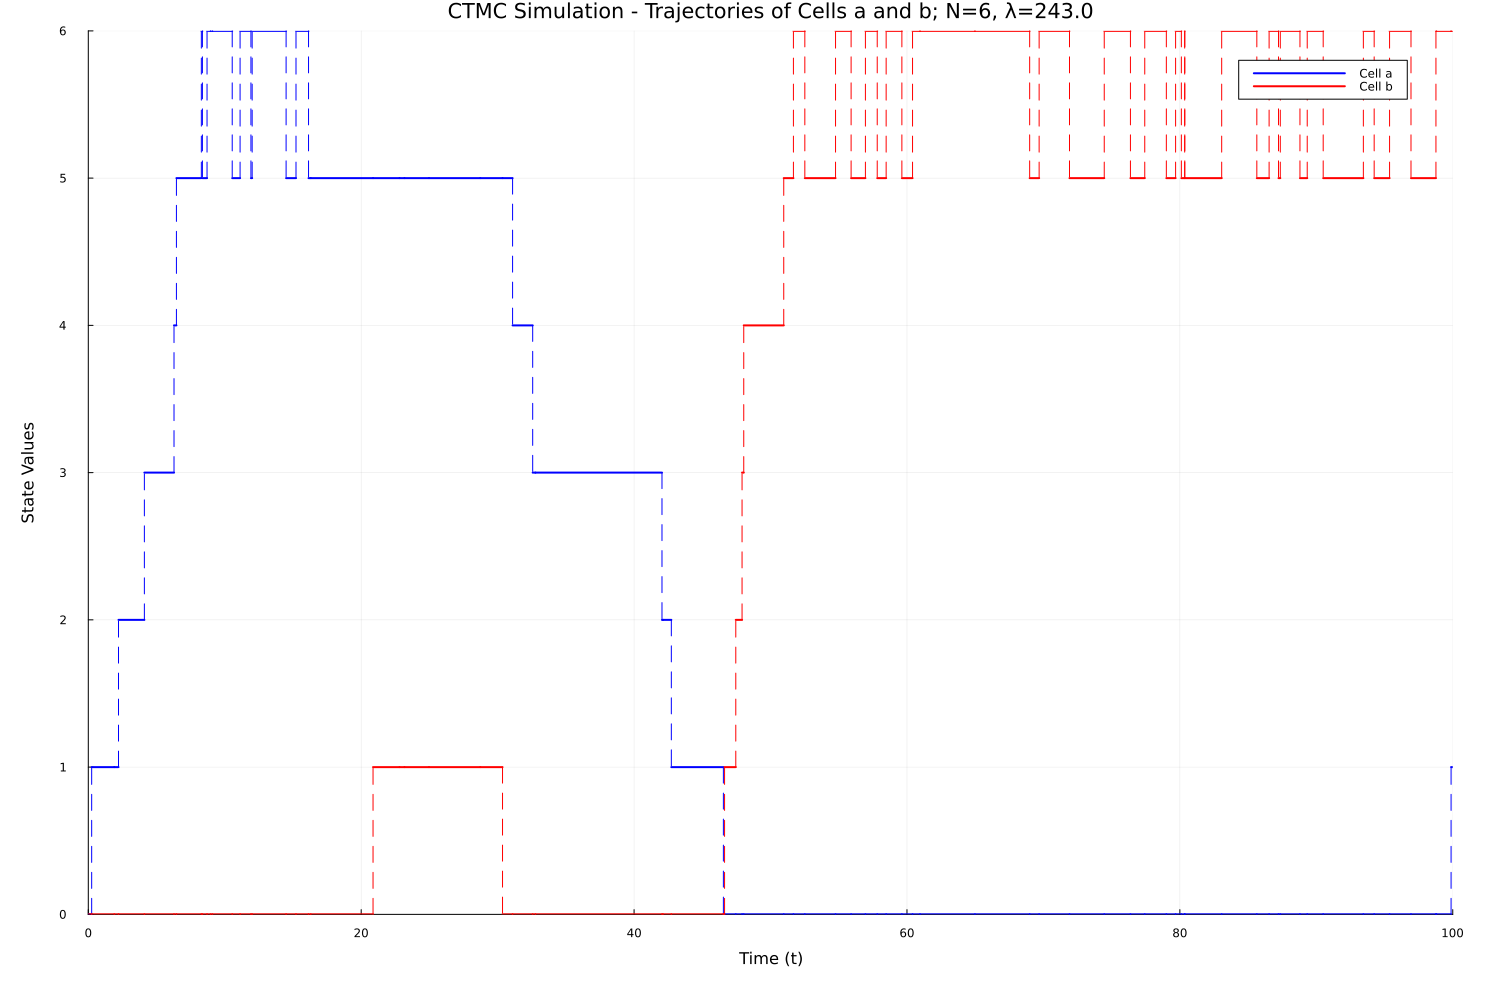 CTMC Simulation - Trajectories of Cells a and b; N=6, λ=243.0
6
Cell a
Cell b
5
4
3
State Values
2
1
0
0 20 40 60 80 100
Time (t)